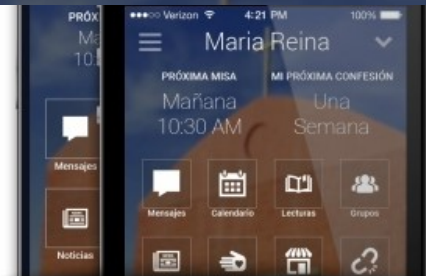 PRÓX
Ma
10:
Mensajes
Noticias
Verizon 4:21 PM 100%
Maria Reina
PRÓXIMA MISA MI PRÓXIMA CONFESIÓN
Mañana Una
10:30 AM Semana
Mensajes Calendario Lecturas Grupos